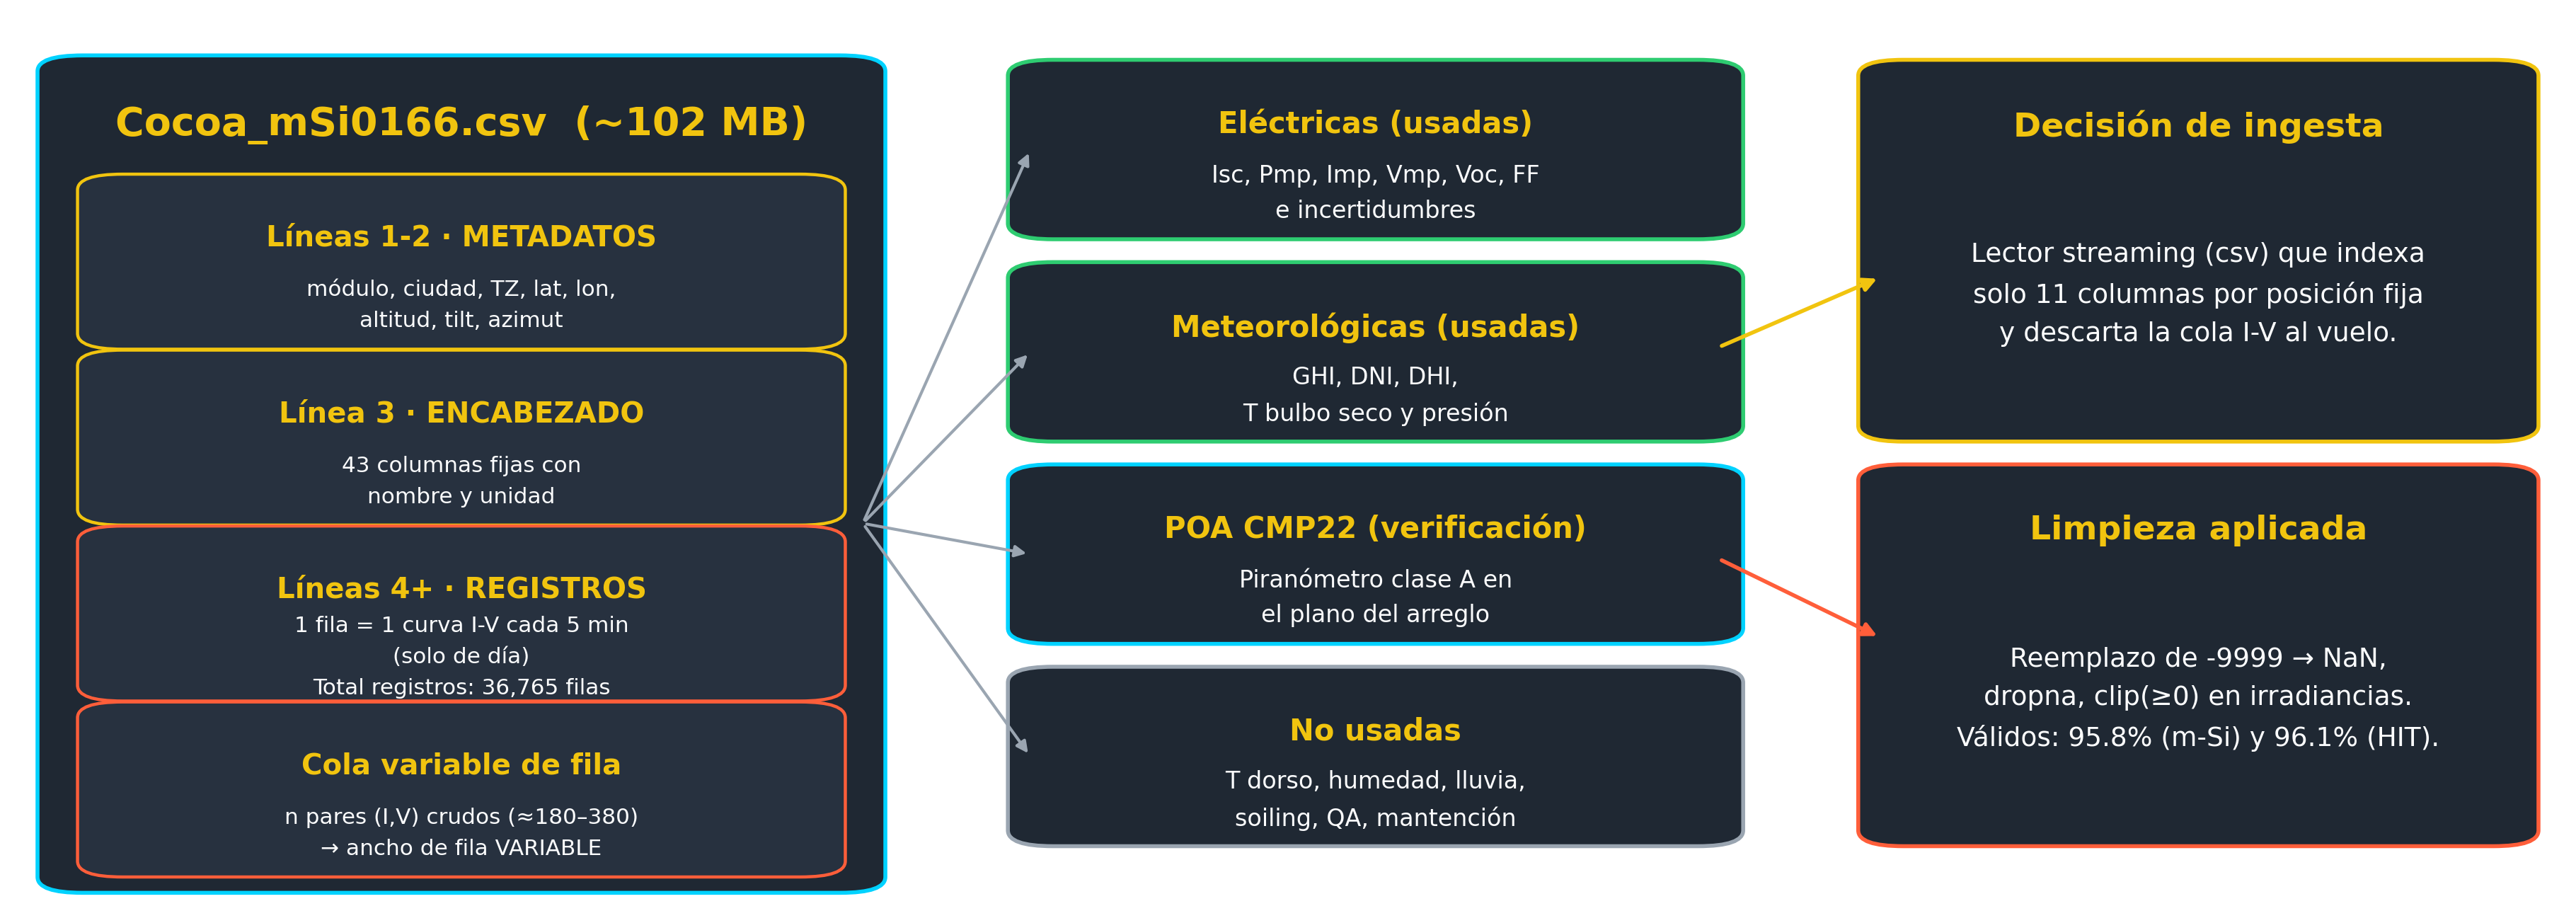 Cocoa_mSi0166.csv (~102 MB)
Líneas 1-2 · METADATOS
módulo, ciudad, TZ, lat, lon,
altitud, tilt, azimut
Línea 3 · ENCABEZADO
43 columnas fijas con
nombre y unidad
Líneas 4+ · REGISTROS
1 fila = 1 curva I-V cada 5 min
(solo de día)
Total registros: 36,765 filas
Cola variable de fila
n pares (I,V) crudos (≈180–380)
→ ancho de fila VARIABLE
Eléctricas (usadas)
Isc, Pmp, Imp, Vmp, Voc, FF
e incertidumbres
Meteorológicas (usadas)
GHI, DNI, DHI,
T bulbo seco y presión
POA CMP22 (verificación)
Piranómetro clase A en
el plano del arreglo
No usadas
T dorso, humedad, lluvia,
soiling, QA, mantención
Decisión de ingesta
Lector streaming (csv) que indexa
solo 11 columnas por posición fija
y descarta la cola I-V al vuelo.
Limpieza aplicada
Reemplazo de -9999 → NaN,
dropna, clip(≥0) en irradiancias.
Válidos: 95.8% (m-Si) y 96.1% (HIT).